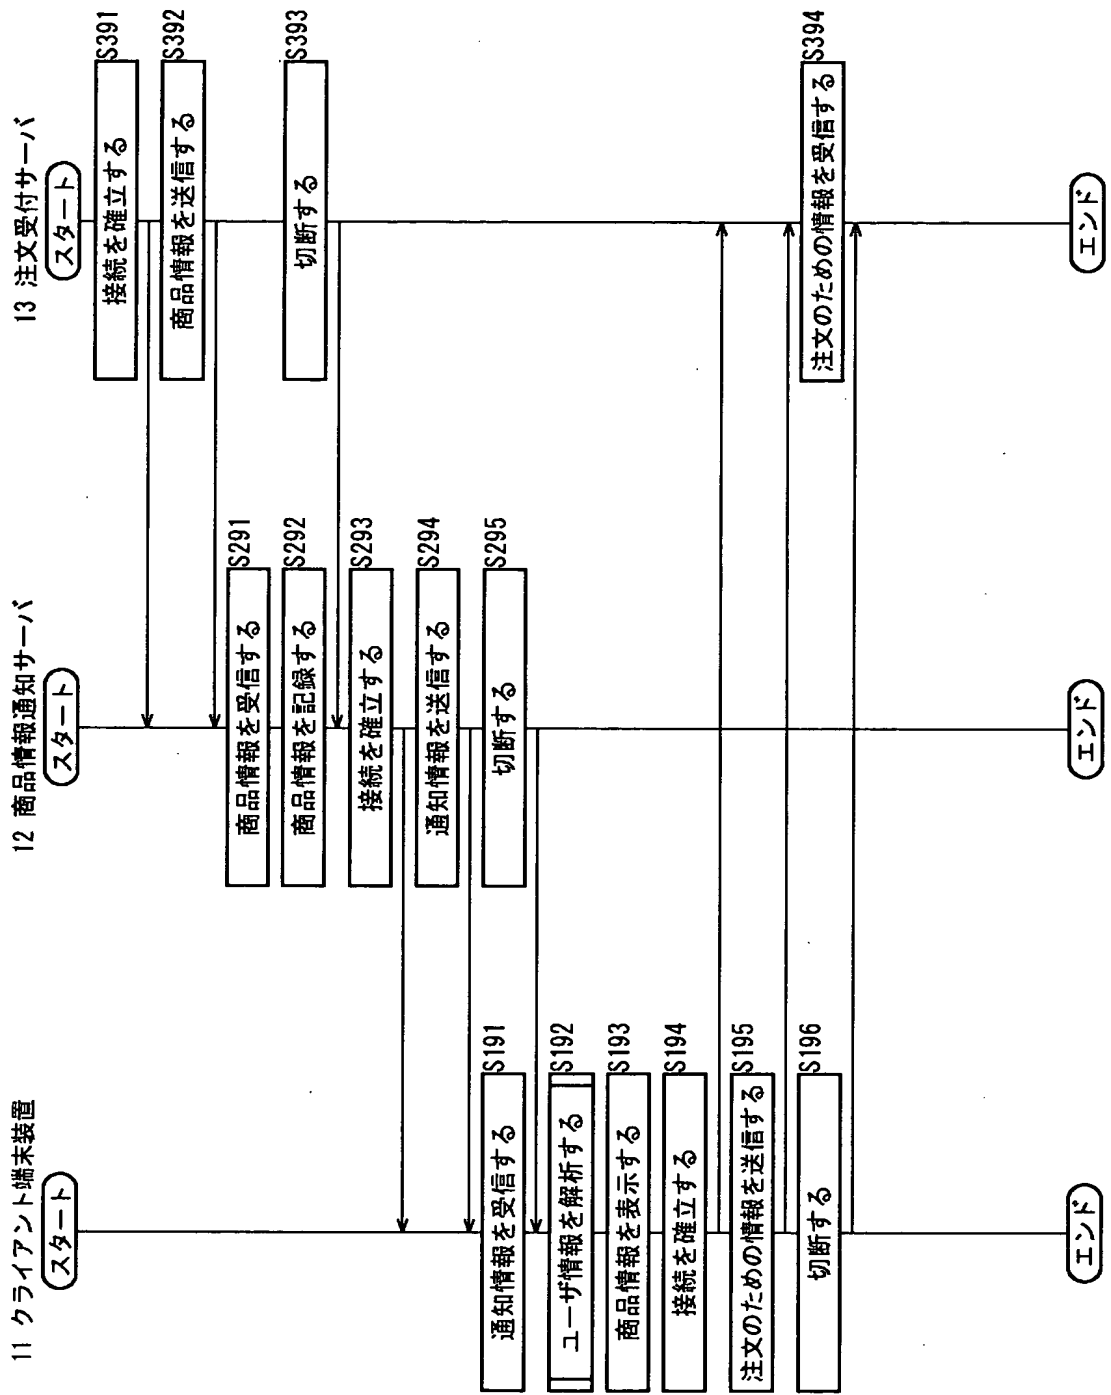 11 クライアント端末装置
スタート
通知情報を受信する
S191
ユーザ情報を解析する
S192
商品情報を表示する
S193
接続を確立する
S194
注文のための情報を送信する
S195
切断する
S196
エンド
12 商品情報通知サーバ
スタート
商品情報を受信する
S291
商品情報を記録する
S292
接続を確立する
S293
通知情報を送信する
S294
切断する
S295
エンド
13 注文受付サーバ
スタート
接続を確立する
S391
商品情報を送信する
S392
切断する
S393
注文のための情報を受信する
S394
エンド